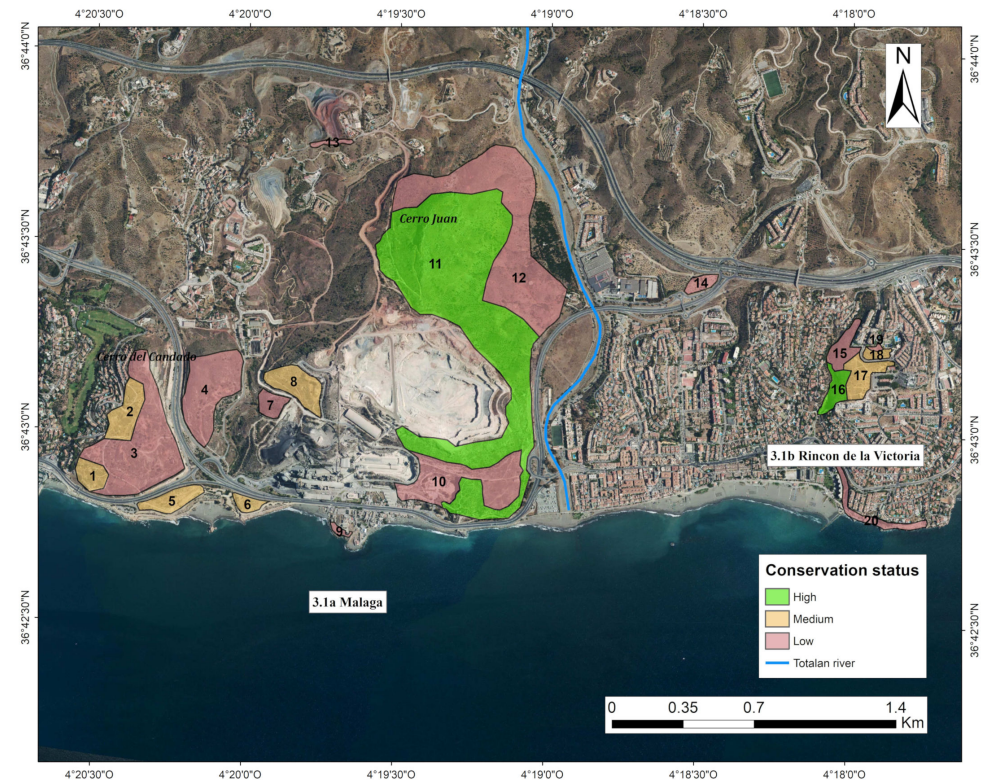 4°20'30"O 4°20'0"O 4°19'30"O 4°19'0"O 4°18'30"O 4°18'0"O
36°44'0"N
36°44'0"N
N
13
Cerro Juan
36°43'30"N
36°43'30"N
11
12
14
Cerro del Candado
19
15
18
8
4
17
16
7
2
36°43'0"N
36°43'0"N
3
3.1b Rincon de la Victoria
1
10
5
6
20
9
Conservation status
3.1a Malaga
High
Medium
36°42'30"N
36°42'30"N
Low
Totalan river
0 0.35 0.7 1.4
Km
4°20'30"O 4°20'0"O 4°19'30"O 4°19'0"O 4°18'30"O 4°18'0"O